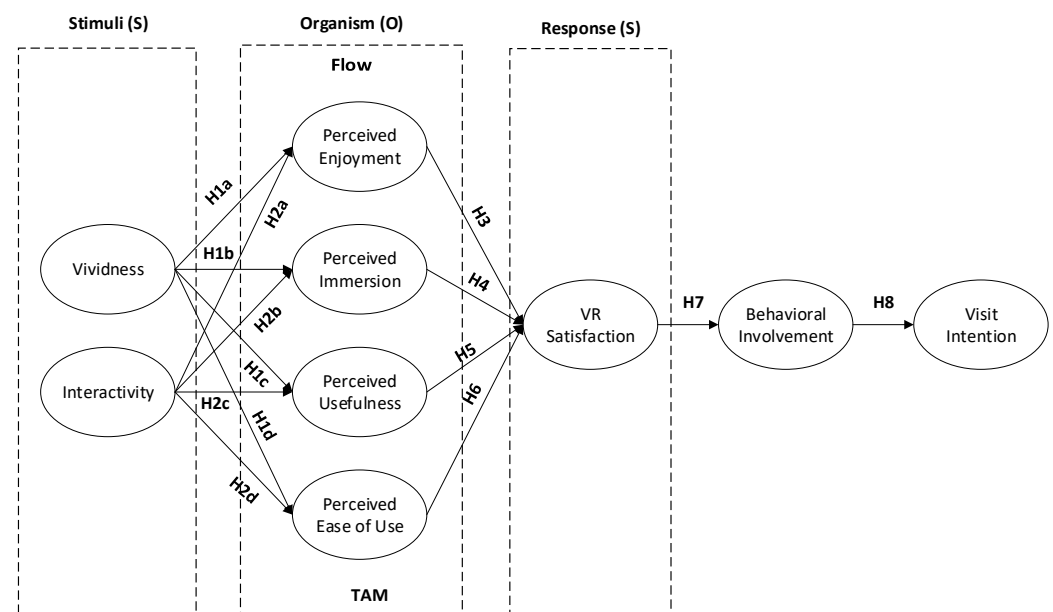 Stimuli (S)
Organism (O)
Response (S)
Flow
Perceived
Enjoyment
H1a
H2a
H3
Vividness
H1b
Perceived
Immersion
H4
H2b
VR
Satisfaction
H7
Behavioral
Involvement
H8
Visit
Intention
H5
Interactivity
H1c
H2c
Perceived
Usefulness
H6
H1d
H2d
Perceived
Ease of Use
TAM